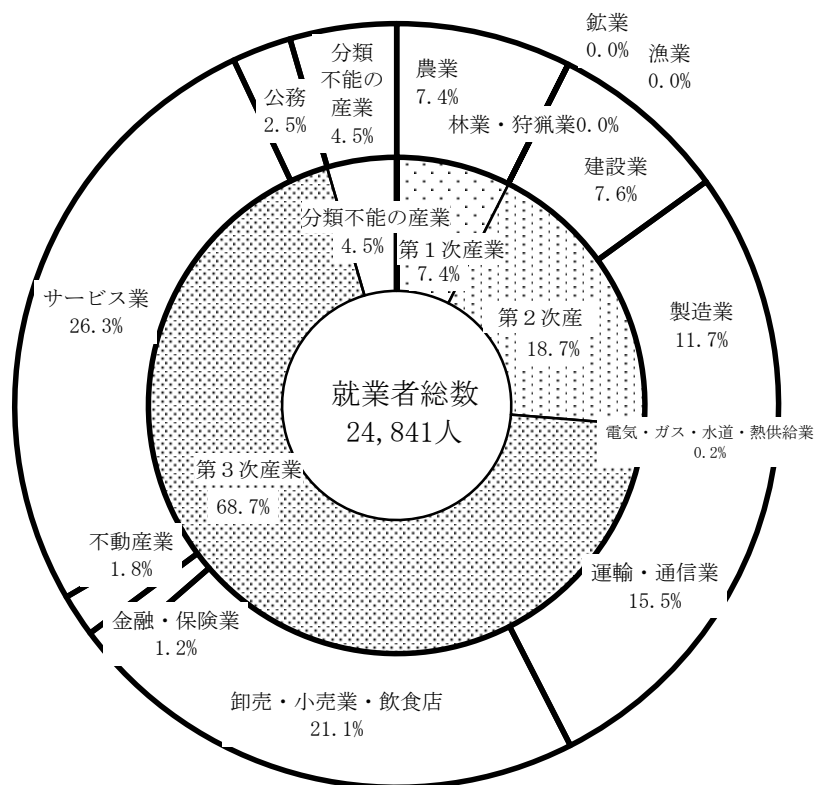 鉱業
0.0%
漁業
0.0%
分類
不能の
産業
4.5%
農業
7.4%
公務
2.5%
林業・狩猟業0.0%
建設業
7.6%
分類不能の産業
4.5%
第１次産業
7.4%
サービス業
26.3%
第２次産
18.7%
製造業
11.7%
就業者総数
24,841人
電気・ガス・水道・熱供給業
0.2%
第３次産業
68.7%
不動産業
1.8%
運輸・通信業
15.5%
金融・保険業
1.2%
卸売・小売業・飲食店
21.1%